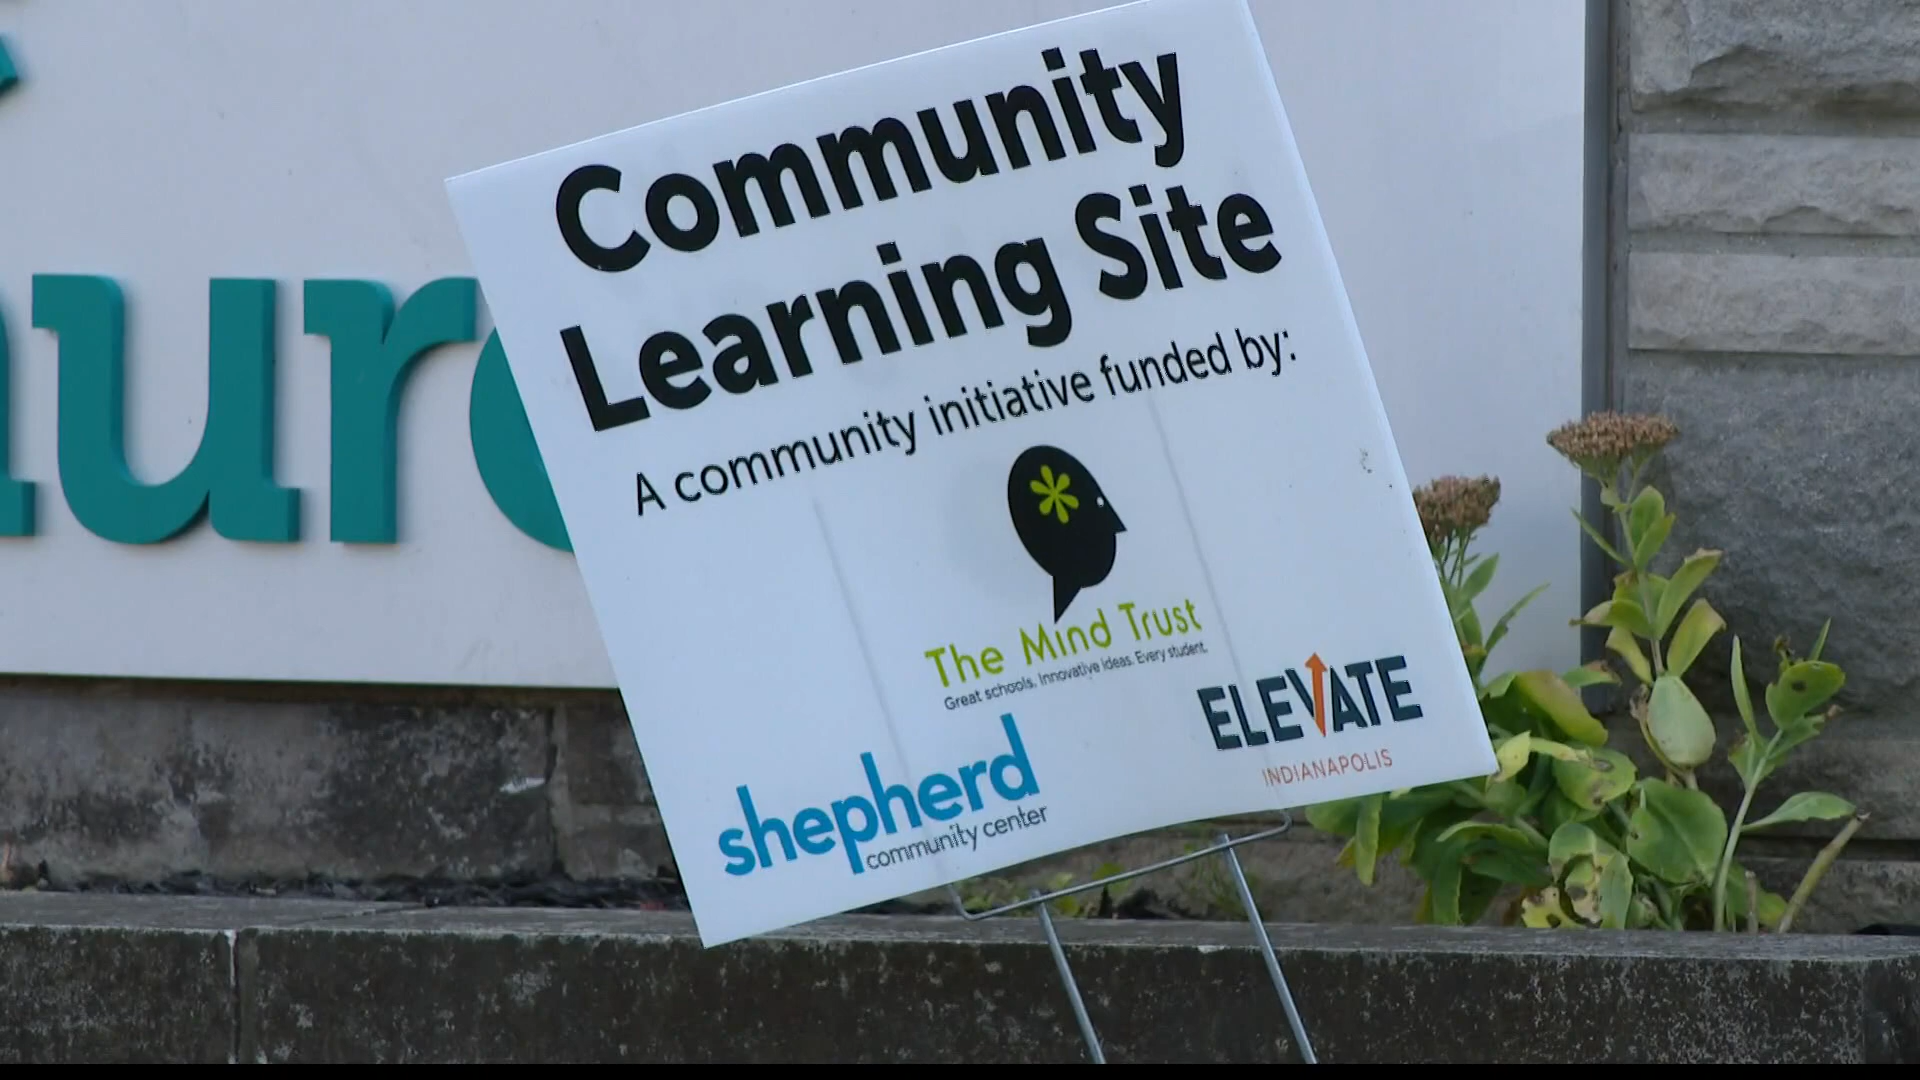 Community
Learning Site
A community initiative funded by:
The Mind Trust
Great schools. Innovative ideas. Every student.
ELEVATE
INDIANAPOLIS
shepherd
community center